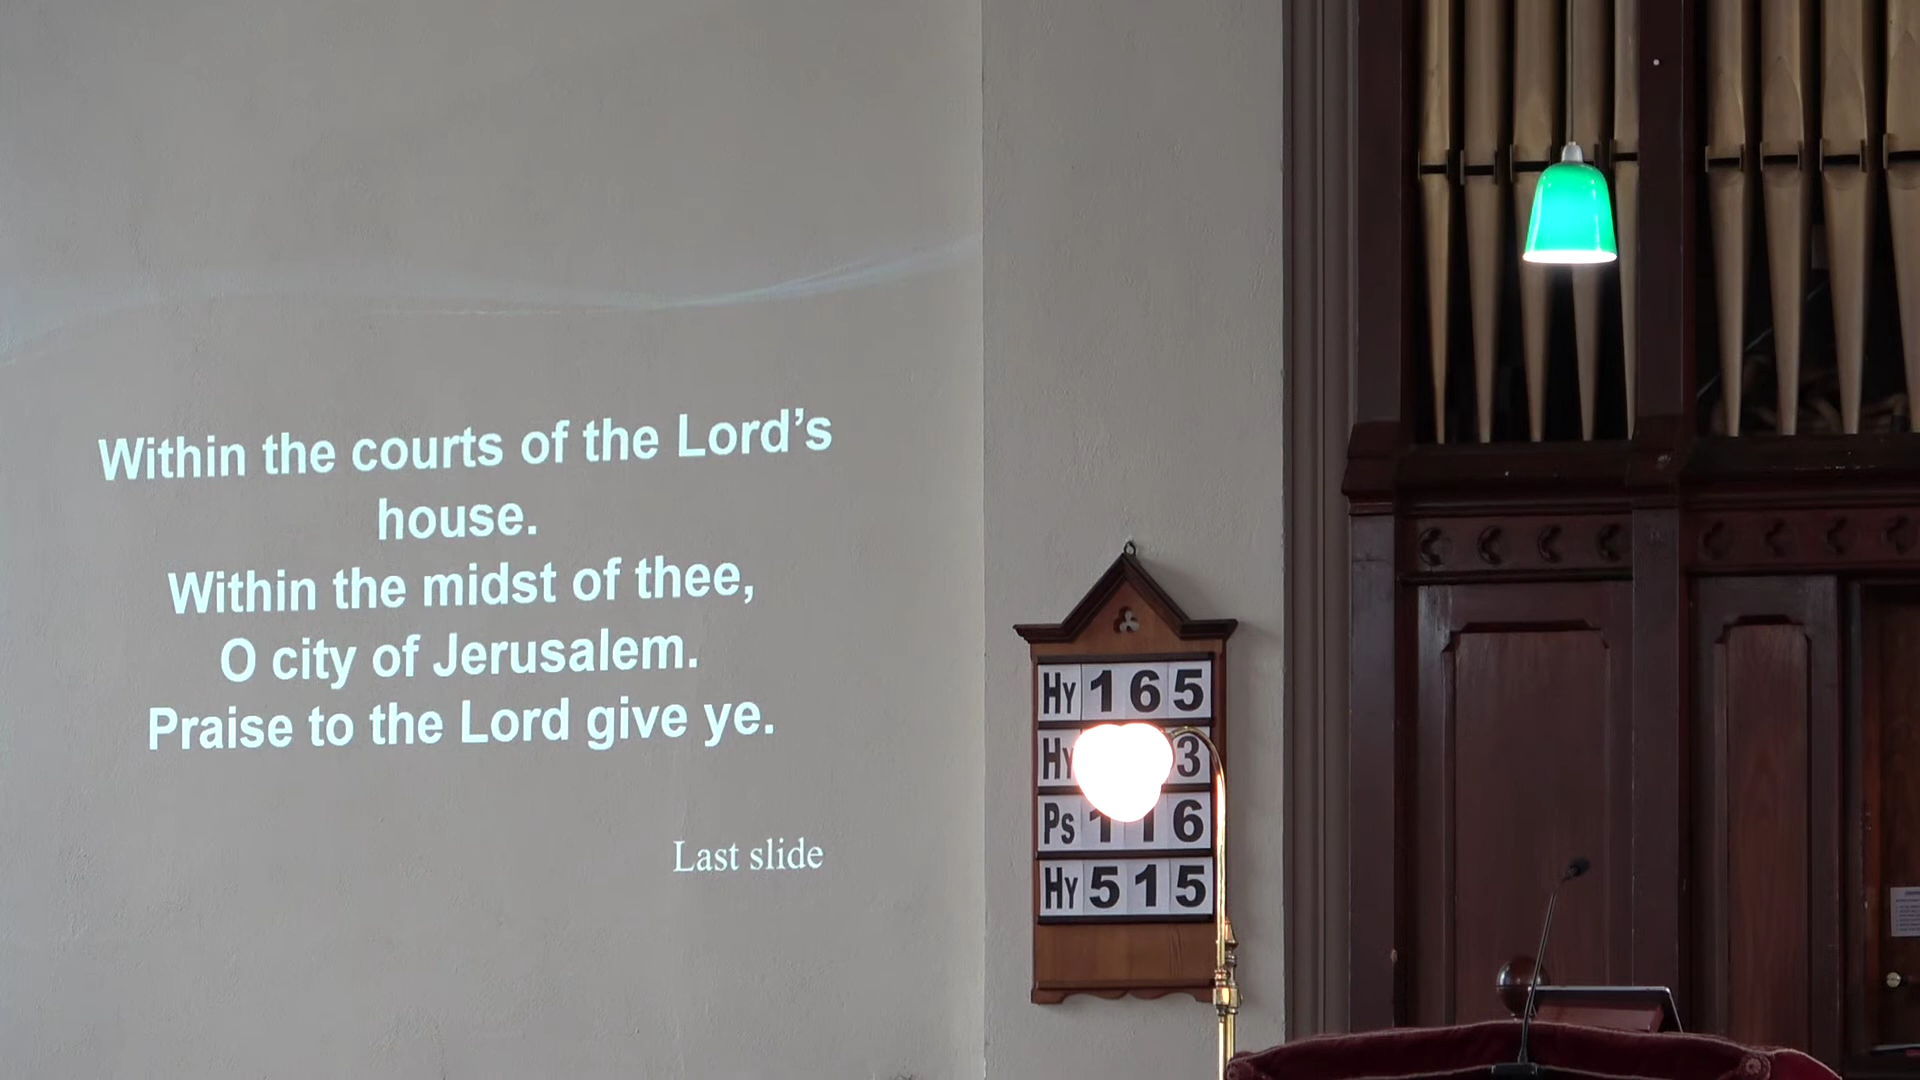 Within the courts of the Lord's
house.
Within the midst of thee,
O city of Jerusalem.
Praise to the Lord give ye.
Last slide
Hy 165
Hy 3
Ps 116
Hy 515